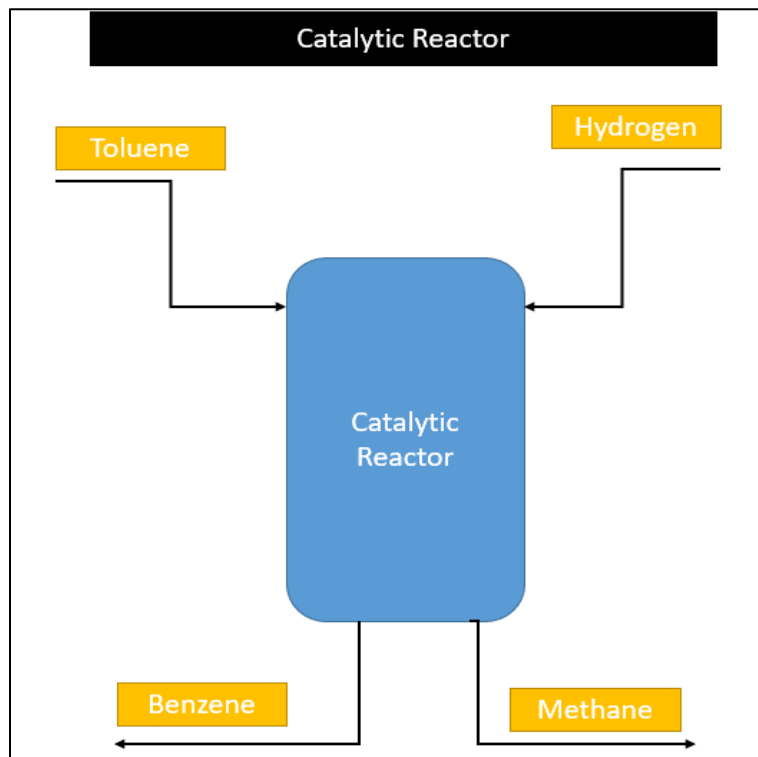 Catalytic Reactor
Toluene
Hydrogen
Catalytic
Reactor
Benzene
Methane